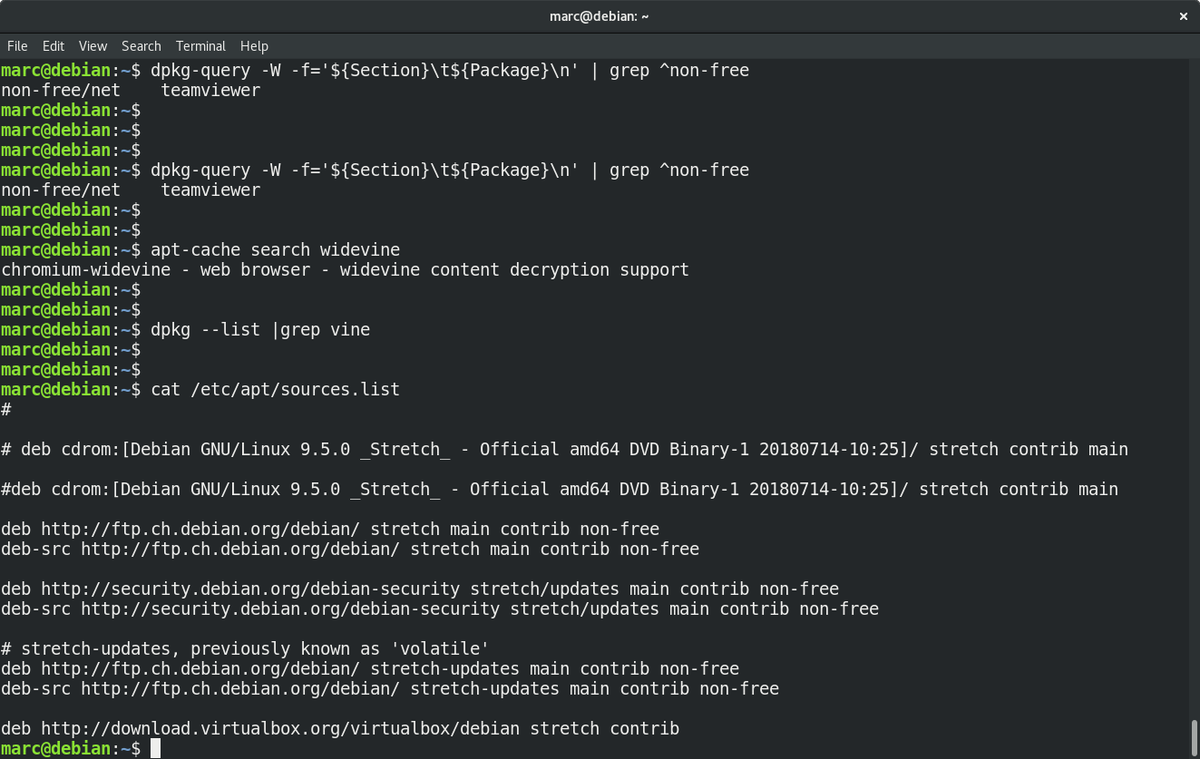 marc@debian: ~
×
File Edit View Search Terminal Help
marc@debian:~$ dpkg-query -W -f='${Section}\t${Package}\n' | grep ^non-free
non-free/net    teamviewer
marc@debian:~$
marc@debian:~$
marc@debian:~$
marc@debian:~$ dpkg-query -W -f='${Section}\t${Package}\n' | grep ^non-free
non-free/net    teamviewer
marc@debian:~$
marc@debian:~$
marc@debian:~$ apt-cache search widevine
chromium-widevine - web browser - widevine content decryption support
marc@debian:~$
marc@debian:~$
marc@debian:~$ dpkg --list |grep vine
marc@debian:~$
marc@debian:~$
marc@debian:~$ cat /etc/apt/sources.list
#
# deb cdrom:[Debian GNU/Linux 9.5.0 _Stretch_ - Official amd64 DVD Binary-1 20180714-10:25]/ stretch contrib main
#deb cdrom:[Debian GNU/Linux 9.5.0 _Stretch_ - Official amd64 DVD Binary-1 20180714-10:25]/ stretch contrib main
deb http://ftp.ch.debian.org/debian/ stretch main contrib non-free
deb-src http://ftp.ch.debian.org/debian/ stretch main contrib non-free
deb http://security.debian.org/debian-security stretch/updates main contrib non-free
deb-src http://security.debian.org/debian-security stretch/updates main contrib non-free
# stretch-updates, previously known as 'volatile'
deb http://ftp.ch.debian.org/debian/ stretch-updates main contrib non-free
deb-src http://ftp.ch.debian.org/debian/ stretch-updates main contrib non-free
deb http://download.virtualbox.org/virtualbox/debian stretch contrib
marc@debian:~$